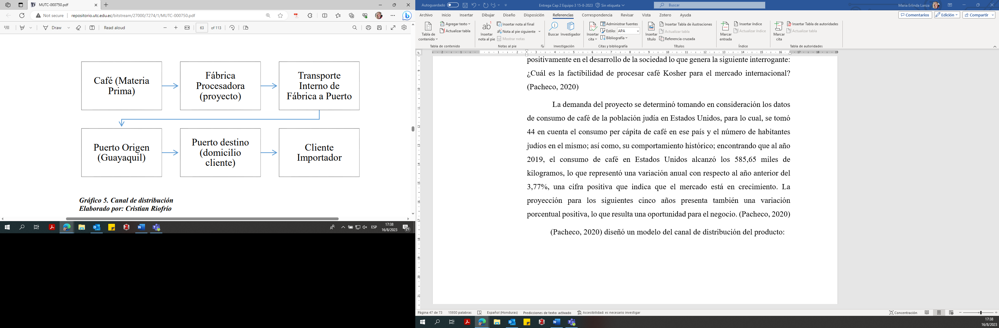 MUTC-000750.pdf
Not secure
repositorio.utc.edu.ec/bitstream/27000/7274/1/MUTC-000750.pdf
Draw
Read aloud
63
of 113
Café (Materia
Prima)
Fábrica
Procesadora
(proyecto)
Transporte
Interno de
Fábrica a Puerto
Puerto Origen
(Guayaquil)
Puerto destino
(domicilio
cliente)
Cliente
Importador
Gráfico 5. Canal de distribución
Elaborado por: Cristian Riofrío
ESP
17:38
16/8/2023
21
Autoguardado
Entrega Cap 2 Equipo 3 15-8-2023
Sin etiqueta
Buscar
Maria Erlinda Lanza
Archivo Inicio Insertar Dibujar Diseño Disposición Referencias Correspondencia Revisar Vista Zotero Ayuda
Comentarios
Edición
Compartir
Tabla de
contenido
Agregar texto
Actualizar tabla
Tabla de contenido
ab
Insertar
nota al pie
Insertar nota al final
Nota al pie siguiente
Mostrar notas
Notas al pie
Buscar
Investigador
Investigación
Insertar
cita
Administrar fuentes
Estilo: APA
Bibliografía
Citas y bibliografía
Insertar
título
Insertar Tabla de ilustraciones
Actualizar tabla
Referencia cruzada
Títulos
Marcar
entrada
Insertar índice
Actualizar índice
Índice
Marcar
cita
Insertar Tabla de autoridades
Actualizar tabla
Tabla de autoridades
positivamente en el desarrollo de la sociedad lo que genera la siguiente interrogante:
¿Cuál es la factibilidad de procesar café Kosher para el mercado internacional?
(Pacheco, 2020)
La demanda del proyecto se determinó tomando en consideración los datos
de consumo de café de la población judía en Estados Unidos, para lo cual, se tomó
44 en cuenta el consumo per cápita de café en ese país y el número de habitantes
judíos en el mismo; así como, su comportamiento histórico; encontrando que al año
2019, el consumo de café en Estados Unidos alcanzó los 585,65 miles de
kilogramos, lo que representó una variación anual con respecto al año anterior del
3,77%, una cifra positiva que indica que el mercado está en crecimiento. La
proyección para los siguientes cinco años presenta también una variación
porcentual positiva, lo que resulta una oportunidad para el negocio. (Pacheco, 2020)
(Pacheco, 2020) diseñó un modelo del canal de distribución del producto:
Página 47 de 73
15930 palabras
Español (Honduras)
Predicciones de texto: activado
Accesibilidad: es necesario investigar
Concentración
17:38
16/8/2023